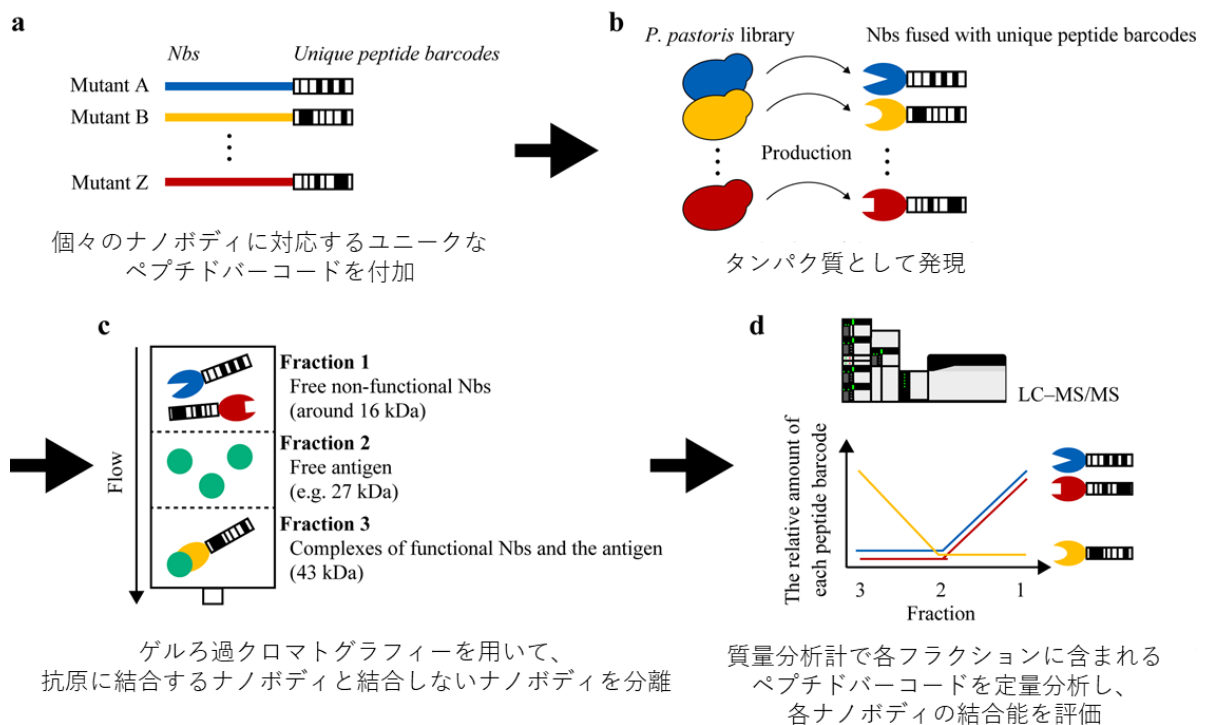 a
Nbs Unique peptide barcodes
Mutant A
Mutant B
Mutant Z
個々のナノボディに対応するユニークな
ペプチドバーコードを付加
b
P. pastoris library Nbs fused with unique peptide barcodes
Production
タンパク質として発現
c
Flow
Fraction 1
Free non-functional Nbs
(around 16 kDa)
Fraction 2
Free antigen
(e.g. 27 kDa)
Fraction 3
Complexes of functional Nbs and the antigen
(43 kDa)
ゲルろ過クロマトグラフィーを用いて、
抗原に結合するナノボディと結合しないナノボディを分離
d
LC–MS/MS
The relative amount of
each peptide barcode
3 2 1
Fraction
質量分析計で各フラクションに含まれる
ペプチドバーコードを定量分析し、
各ナノボディの結合能を評価